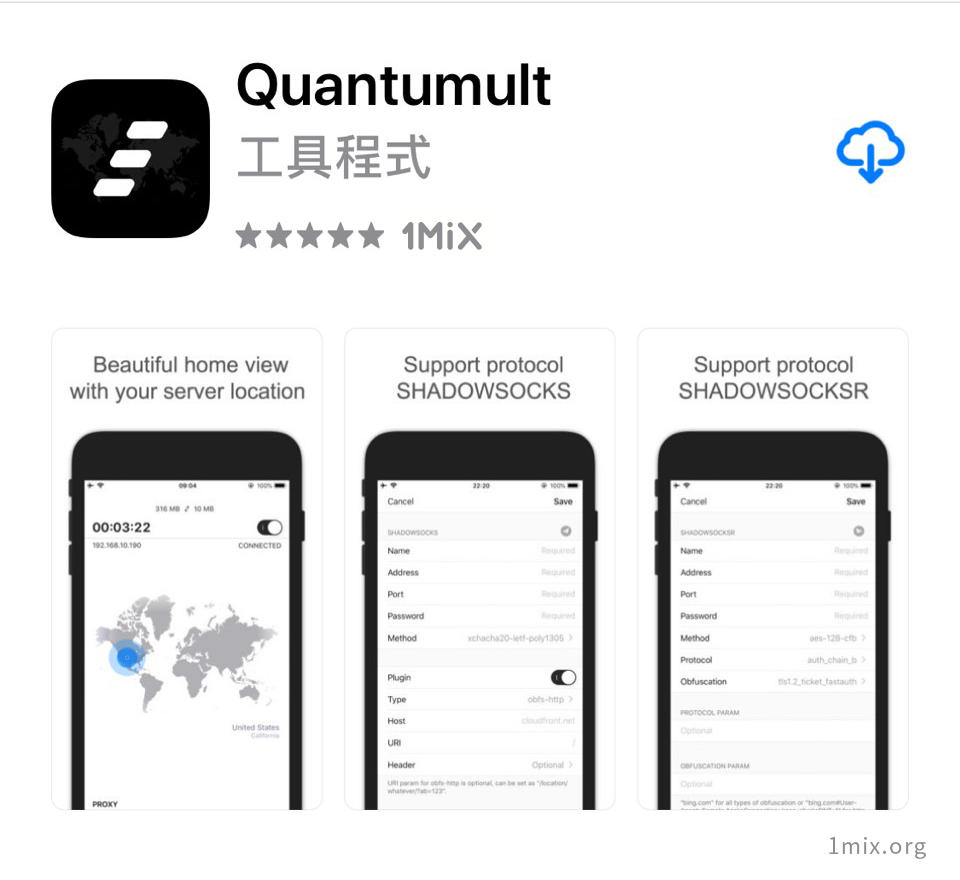 Quantumult
工具程式
★★★★★ 1MiX
Beautiful home view
with your server location
09:04
100%
316 MB 10 MB
00:03:22
192.168.10.190 CONNECTED
United States
California
PROXY
Support protocol
SHADOWSOCKS
22:20
100%
Cancel Save
SHADOWSOCKS
Name Required
Address Required
Port Required
Password Required
Method xchacha20-ietf-poly1305 >
Plugin
Type obfs-http >
Host cloudfront.net
URI /
Header Optional >
URI param for obfs-http is optional, can be set as "/location/
whatever/?ab=123".
Support protocol
SHADOWSOCKSR
22:20
100%
Cancel Save
SHADOWSOCKSR
Name Required
Address Required
Port Required
Password Required
Method aes-128-cfb >
Protocol auth_chain_b >
Obfuscation tls1.2_ticket_fastauth >
PROTOCOL PARAM
Optional
OBFUSCATION PARAM
Optional
"bing.com" for all types of obfuscation or "bing.com#User-
1mix.org